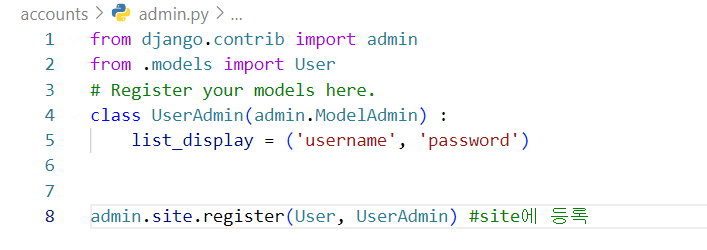 accounts > admin.py > ...
1 from django.contrib import admin
2 from .models import User
3 # Register your models here.
4 class UserAdmin(admin.ModelAdmin) :
5     list_display = ('username', 'password')
6
7
8 admin.site.register(User, UserAdmin) #site에 등록